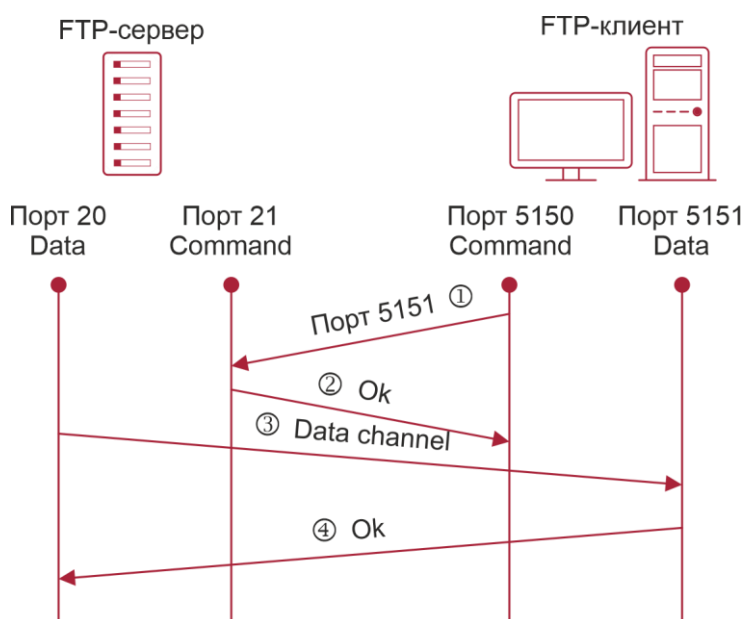 FTP-сервер
FTP-клиент
Порт 20
Data
Порт 21
Command
Порт 5150
Command
Порт 5151
Data
Порт 5151 ①
② Ok
③ Data channel
④ Ok